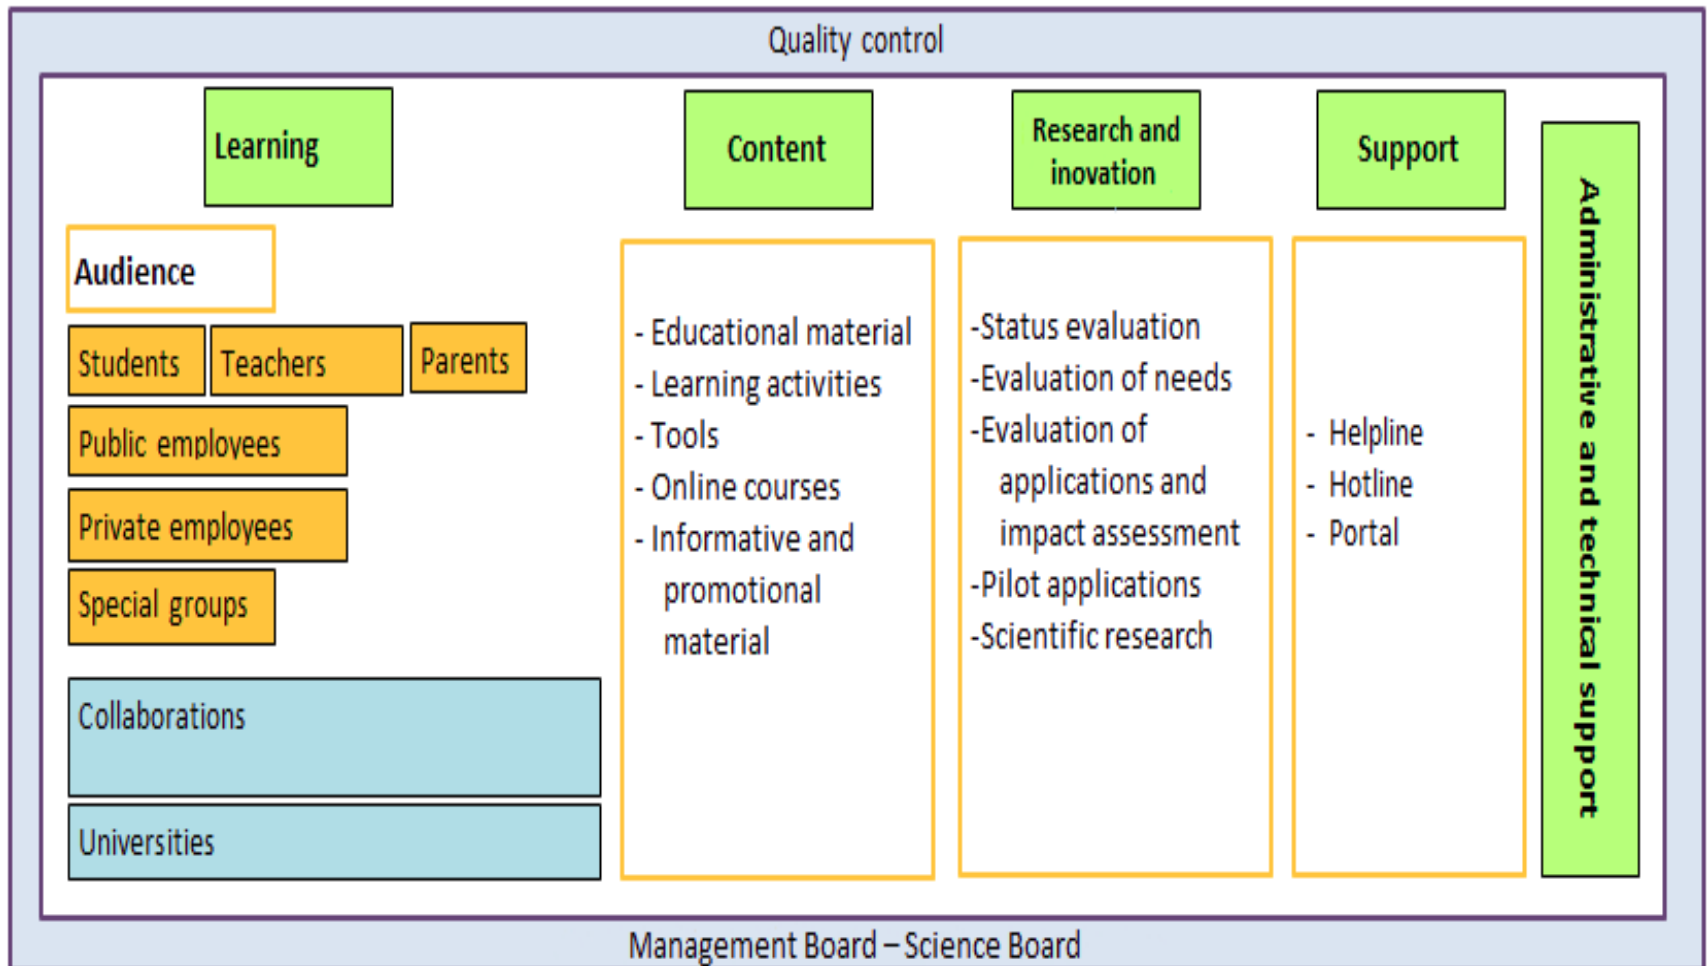 Quality control
Learning
Content
Research and
inovation
Support
Administrative and technical support
Audience
Students
Teachers
Parents
Public employees
Private employees
Special groups
Collaborations
Universities
- Educational material
- Learning activities
- Tools
- Online courses
- Informative and
promotional
material
-Status evaluation
-Evaluation of needs
-Evaluation of
applications and
impact assessment
-Pilot applications
-Scientific research
- Helpline
- Hotline
- Portal
Management Board – Science Board